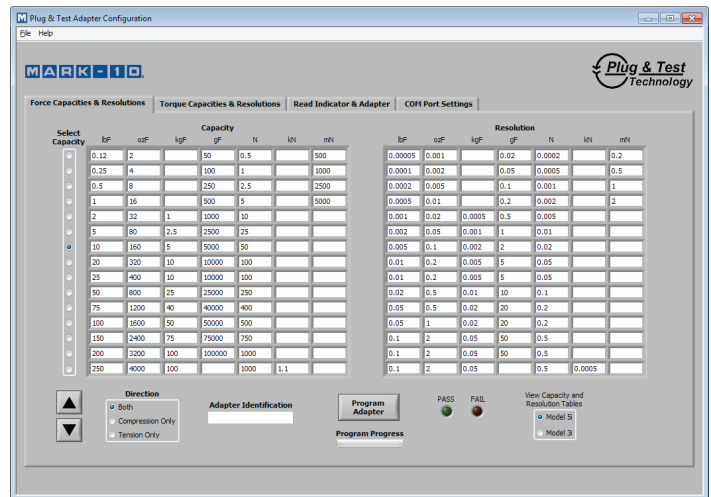 Plug & Test Adapter Configuration
File Help
MARK-10
Plug & Test
Technology
Force Capacities & Resolutions Torque Capacities & Resolutions Read Indicator & Adapter COM Port Settings
Select
Capacity
Capacity
lbF ozF kgF gF N kN mN
Resolution
lbF ozF kgF gF N kN mN
0.12 2 50 0.5 500 0.00005 0.001 0.02 0.0002 0.2
0.25 4 100 1 1000 0.0001 0.002 0.05 0.0005 0.5
0.5 8 250 2.5 2500 0.0002 0.005 0.1 0.001 1
1 16 500 5 5000 0.0005 0.01 0.2 0.002 2
2 32 1 1000 10 0.001 0.02 0.0005 0.5 0.005
5 80 2.5 2500 25 0.002 0.05 0.001 1 0.01
10 160 5 5000 50 0.005 0.1 0.002 2 0.02
20 320 10 10000 100 0.01 0.2 0.005 5 0.05
25 400 10 10000 100 0.01 0.2 0.005 5 0.05
50 800 25 25000 250 0.02 0.5 0.01 10 0.1
75 1200 40 40000 400 0.05 0.5 0.02 20 0.2
100 1600 50 50000 500 0.05 1 0.02 20 0.2
150 2400 75 75000 750 0.1 2 0.05 50 0.5
200 3200 100 100000 1000 0.1 2 0.05 50 0.5
250 4000 100 1000 1.1 0.1 2 0.05 0.5 0.0005
Direction
Both
Compression Only
Tension Only
Adapter Identification
Program
Adapter
Program Progress
PASS FAIL
View Capacity and
Resolution Tables
Model 5i
Model 3i